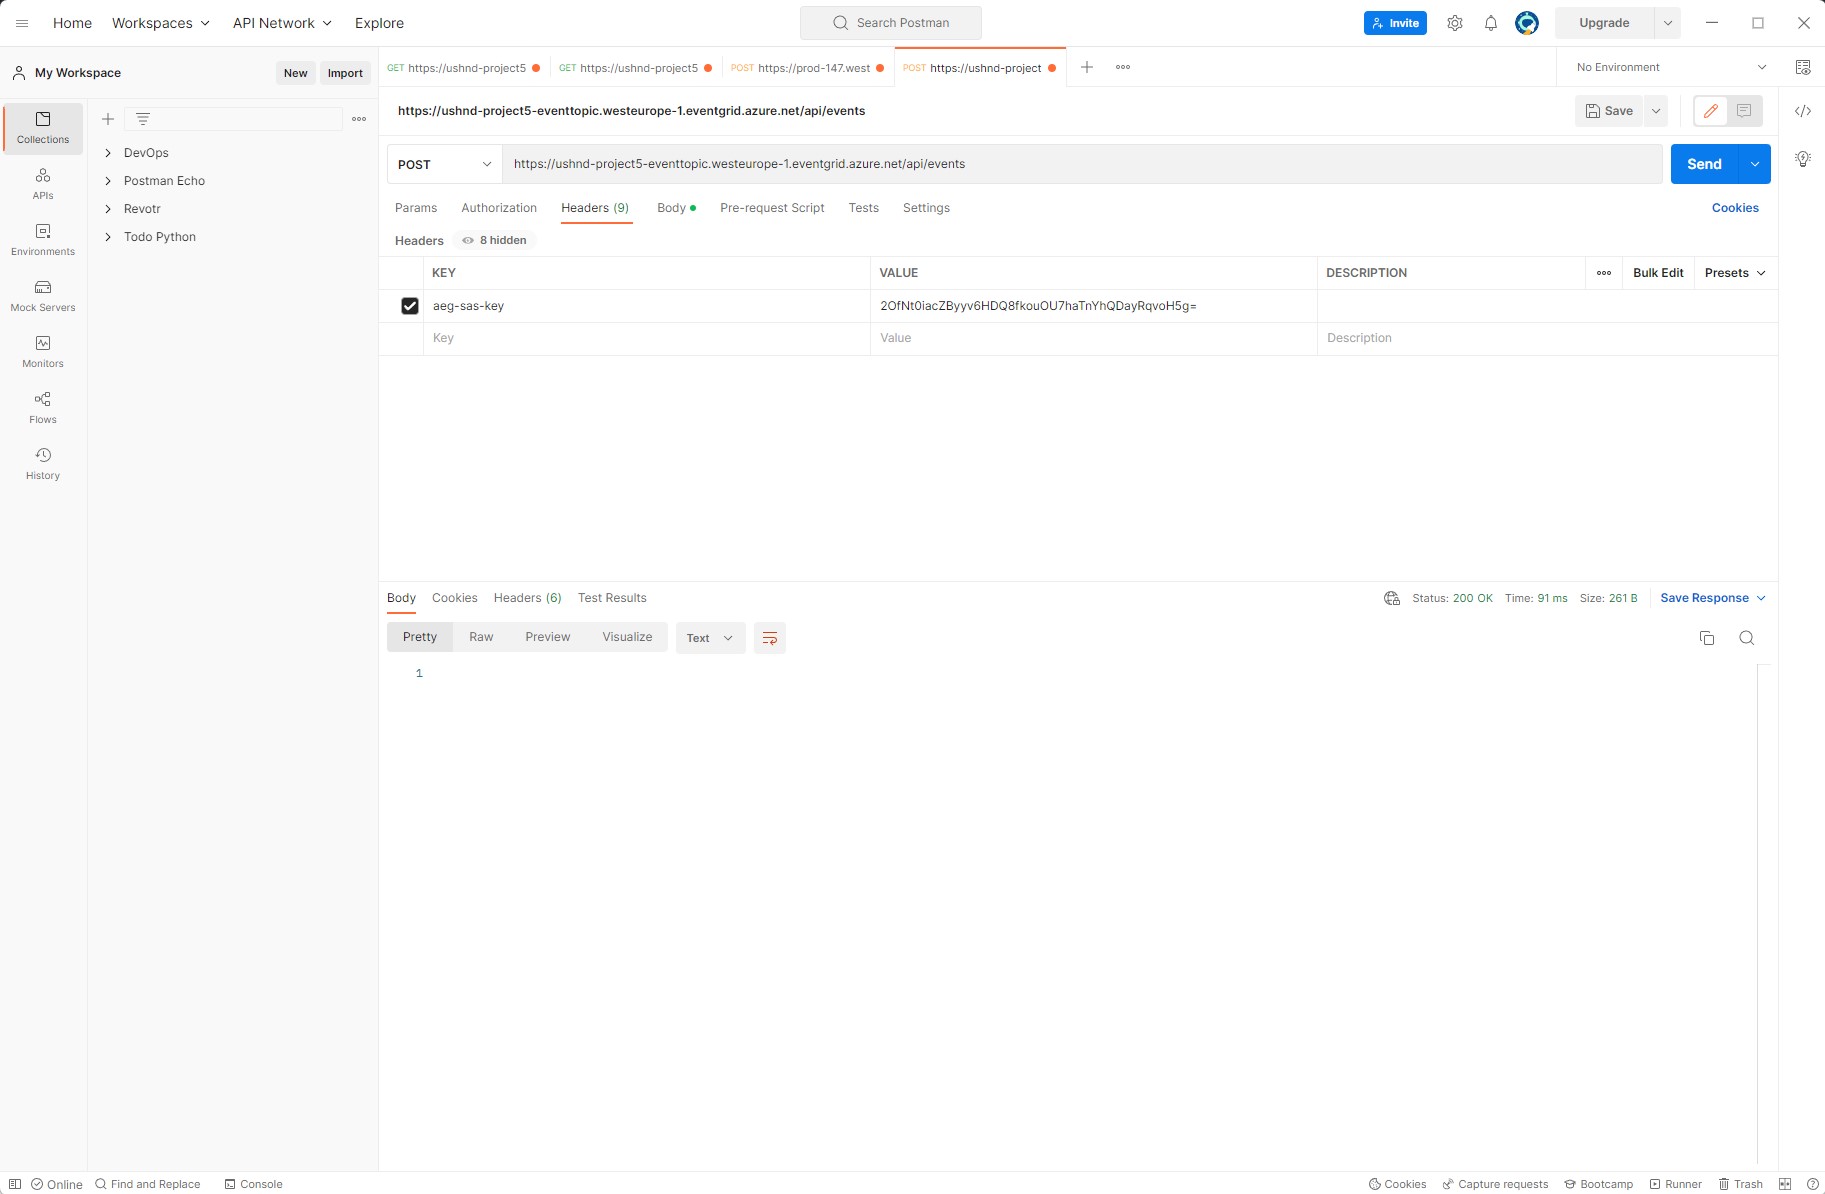 Home Workspaces API Network Explore Search Postman Invite Upgrade
My Workspace New Import GET https://ushnd-project5 GET https://ushnd-project5 POST https://prod-147.west POST https://ushnd-project No Environment
https://ushnd-project5-eventtopic.westeurope-1.eventgrid.azure.net/api/events Save
Collections
DevOps
Postman Echo
Revotr
Todo Python
APIs
Environments
Mock Servers
Monitors
Flows
History
POST https://ushnd-project5-eventtopic.westeurope-1.eventgrid.azure.net/api/events Send
Params Authorization Headers (9) Body Pre-request Script Tests Settings Cookies
Headers 8 hidden
KEY VALUE DESCRIPTION Bulk Edit Presets
aeg-sas-key 2OfNt0iacZByyv6HDQ8fkouOU7haTnYhQDayRqvoH5g=
Key Value Description
Body Cookies Headers (6) Test Results Status: 200 OK Time: 91 ms Size: 261 B Save Response
Pretty Raw Preview Visualize Text
1
Online Find and Replace Console Cookies Capture requests Bootcamp Runner Trash